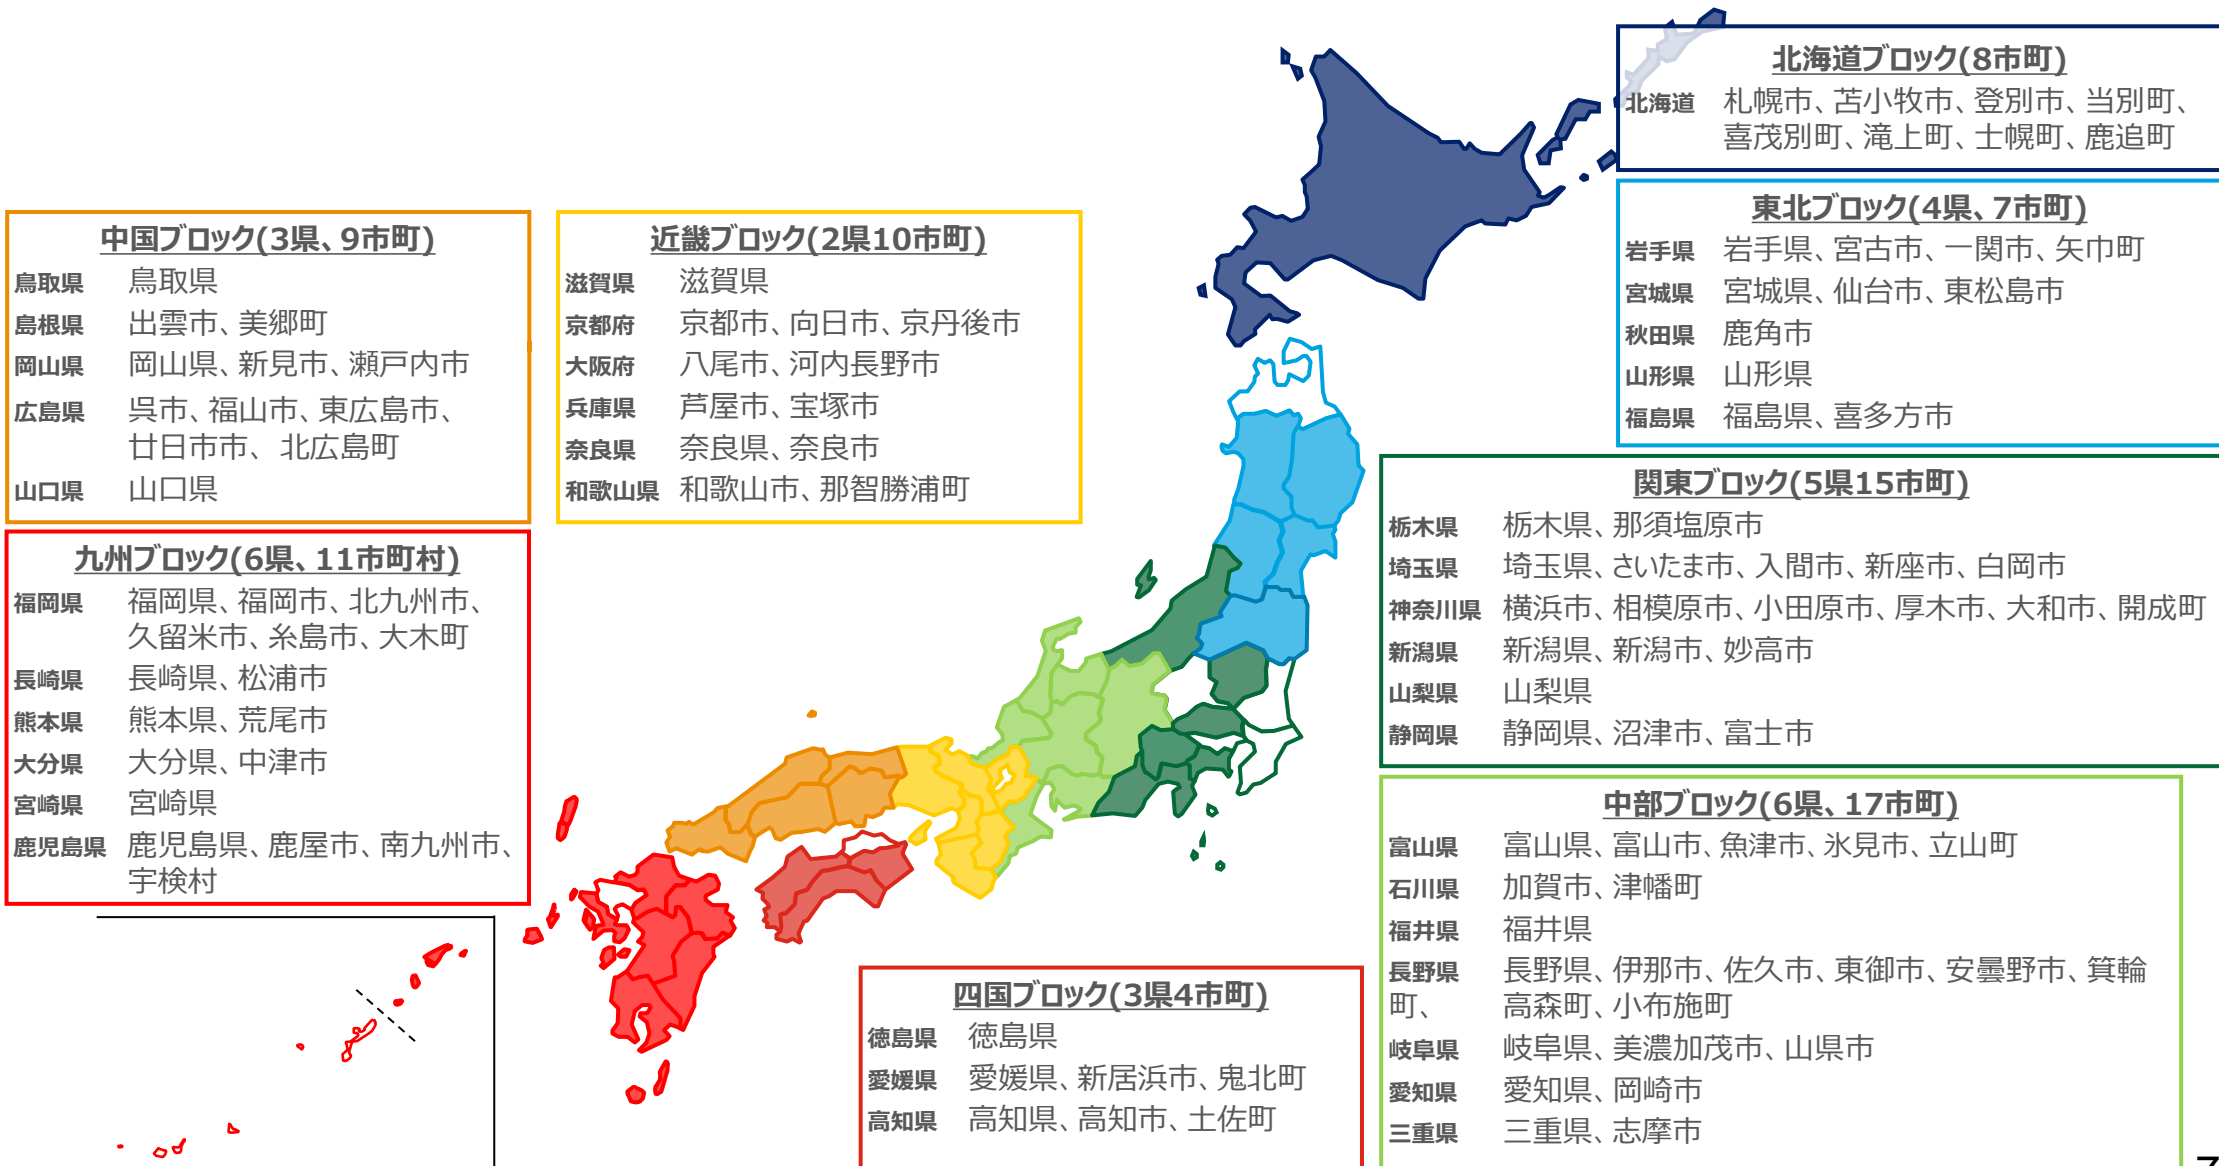 北海道ブロック(8市町)
北海道 札幌市、苫小牧市、登別市、当別町、
喜茂別町、滝上町、士幌町、鹿追町
東北ブロック(4県、7市町)
岩手県 岩手県、宮古市、一関市、矢巾町
宮城県 宮城県、仙台市、東松島市
秋田県 鹿角市
山形県 山形県
福島県 福島県、喜多方市
中国ブロック(3県、9市町)
鳥取県 鳥取県
島根県 出雲市、美郷町
岡山県 岡山県、新見市、瀬戸内市
広島県 呉市、福山市、東広島市、
廿日市市、 北広島町
山口県 山口県
近畿ブロック(2県10市町)
滋賀県 滋賀県
京都府 京都市、向日市、京丹後市
大阪府 八尾市、河内長野市
兵庫県 芦屋市、宝塚市
奈良県 奈良県、奈良市
和歌山県 和歌山市、那智勝浦町
関東ブロック(5県15市町)
栃木県 栃木県、那須塩原市
埼玉県 埼玉県、さいたま市、入間市、新座市、白岡市
神奈川県 横浜市、相模原市、小田原市、厚木市、大和市、開成町
新潟県 新潟県、新潟市、妙高市
山梨県 山梨県
静岡県 静岡県、沼津市、富士市
九州ブロック(6県、11市町村)
福岡県 福岡県、福岡市、北九州市、
久留米市、糸島市、大木町
長崎県 長崎県、松浦市
熊本県 熊本県、荒尾市
大分県 大分県、中津市
宮崎県 宮崎県
鹿児島県 鹿児島県、鹿屋市、南九州市、
宇検村
中部ブロック(6県、17市町)
富山県 富山県、富山市、魚津市、氷見市、立山町
石川県 加賀市、津幡町
福井県 福井県
長野県 長野県、伊那市、佐久市、東御市、安曇野市、箕輪
町、 高森町、小布施町
岐阜県 岐阜県、美濃加茂市、山県市
愛知県 愛知県、岡崎市
三重県 三重県、志摩市
四国ブロック(3県4市町)
徳島県 徳島県
愛媛県 愛媛県、新居浜市、鬼北町
高知県 高知県、高知市、土佐町